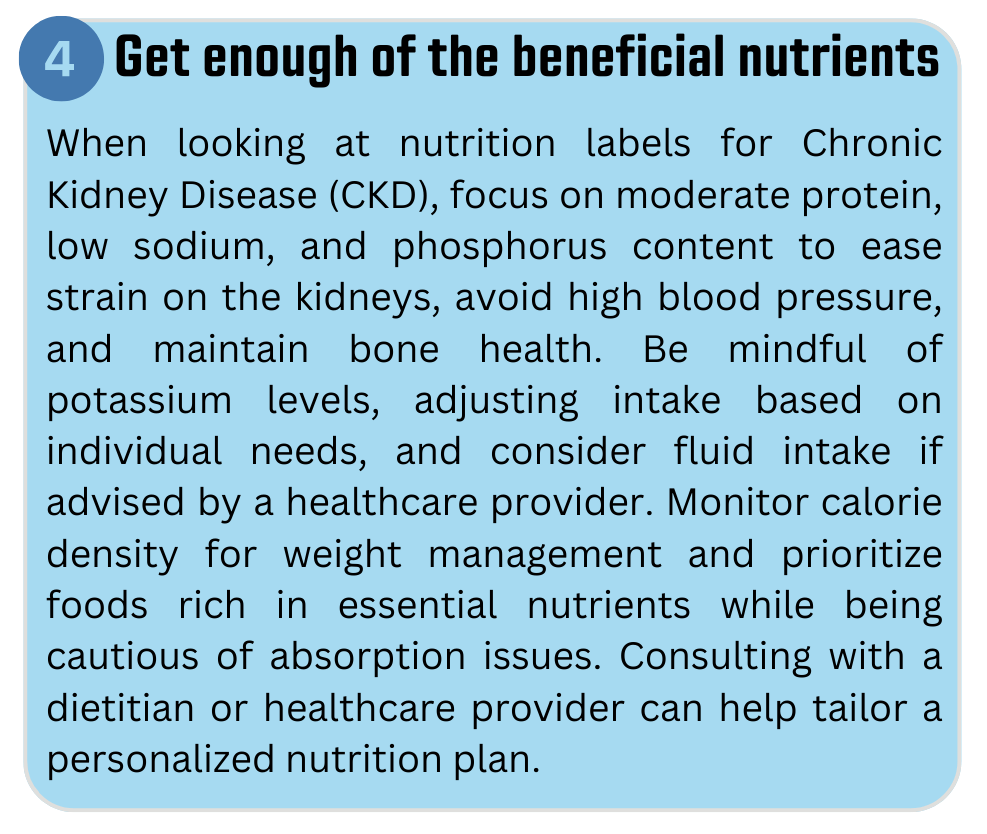 4 Get enough of the beneficial nutrients
When looking at nutrition labels for Chronic
Kidney Disease (CKD), focus on moderate protein,
low sodium, and phosphorus content to ease
strain on the kidneys, avoid high blood pressure,
and maintain bone health. Be mindful of
potassium levels, adjusting intake based on
individual needs, and consider fluid intake if
advised by a healthcare provider. Monitor calorie
density for weight management and prioritize
foods rich in essential nutrients while being
cautious of absorption issues. Consulting with a
dietitian or healthcare provider can help tailor a
personalized nutrition plan.